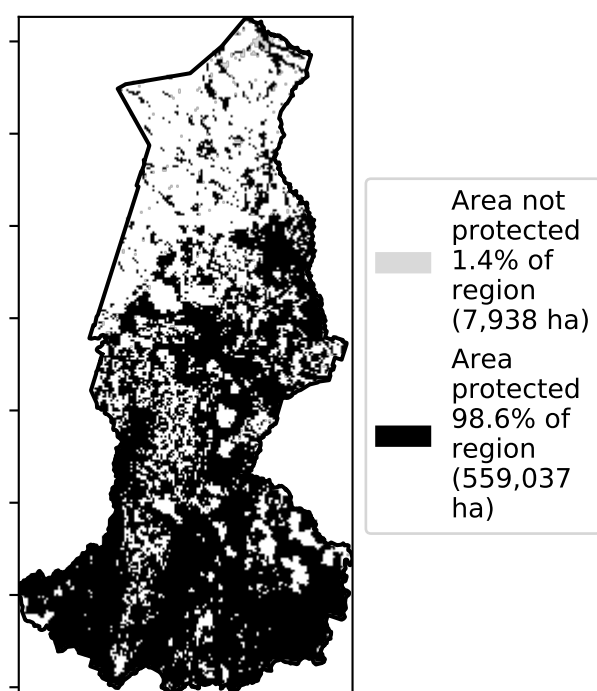 Area not
protected
1.4% of
region
(7,938 ha)
Area
protected
98.6% of
region
(559,037
ha)